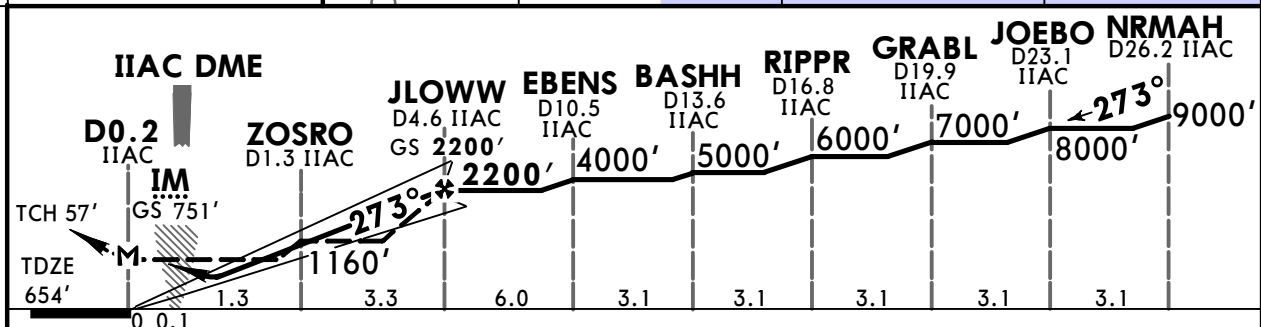 IIAC DME
D0.2
IIAC
IM
GS 751'
TCH 57'
M
TDZE
654'
ZOSRO
D1.3 IIAC
JLOWW
D4.6 IIAC
GS 2200'
EBENS
D10.5
IIAC
BASHH
D13.6
IIAC
RIPPR
D16.8
IIAC
GRABL
D19.9
IIAC
JOEBO
D23.1
IIAC
NRMAH
D26.2 IIAC
273°
9000'
8000'
7000'
6000'
5000'
4000'
2200'
273°
1160'
1.3 3.3 6.0 3.1 3.1 3.1 3.1 3.1
0 0.1